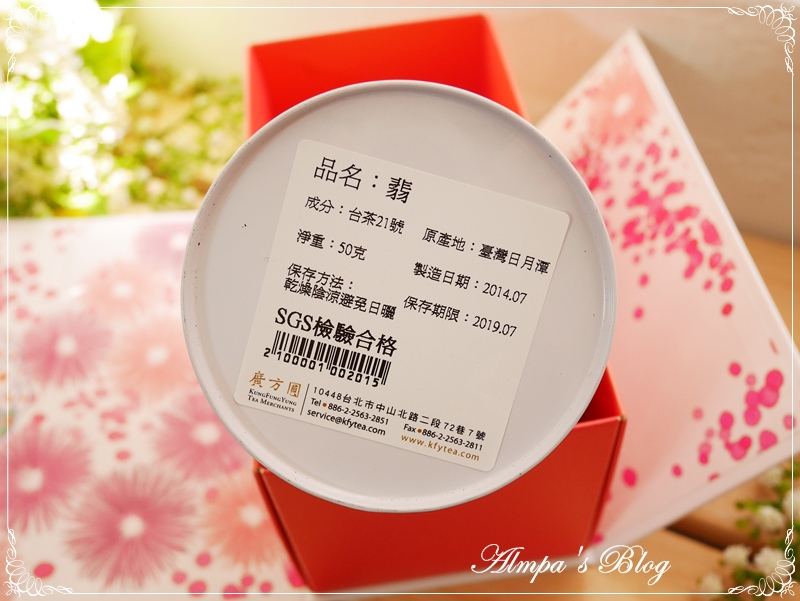 品名：翡
成分：台茶21號
原產地：臺灣日月潭
淨重：50克
製造日期：2014.07
保存方法：
乾燥陰涼避免日曬
保存期限：2019.07
SGS檢驗合格
2 100001 002015
廣方圓
KUNGFUNGYUNG
TEA MERCHANTS
10448台北市中山北路二段72巷7號
Tel●886-2-2563-2851
Fax●886-2-2563-2811
service@kfytea.com
www.kfytea.com
Almpa's Blog